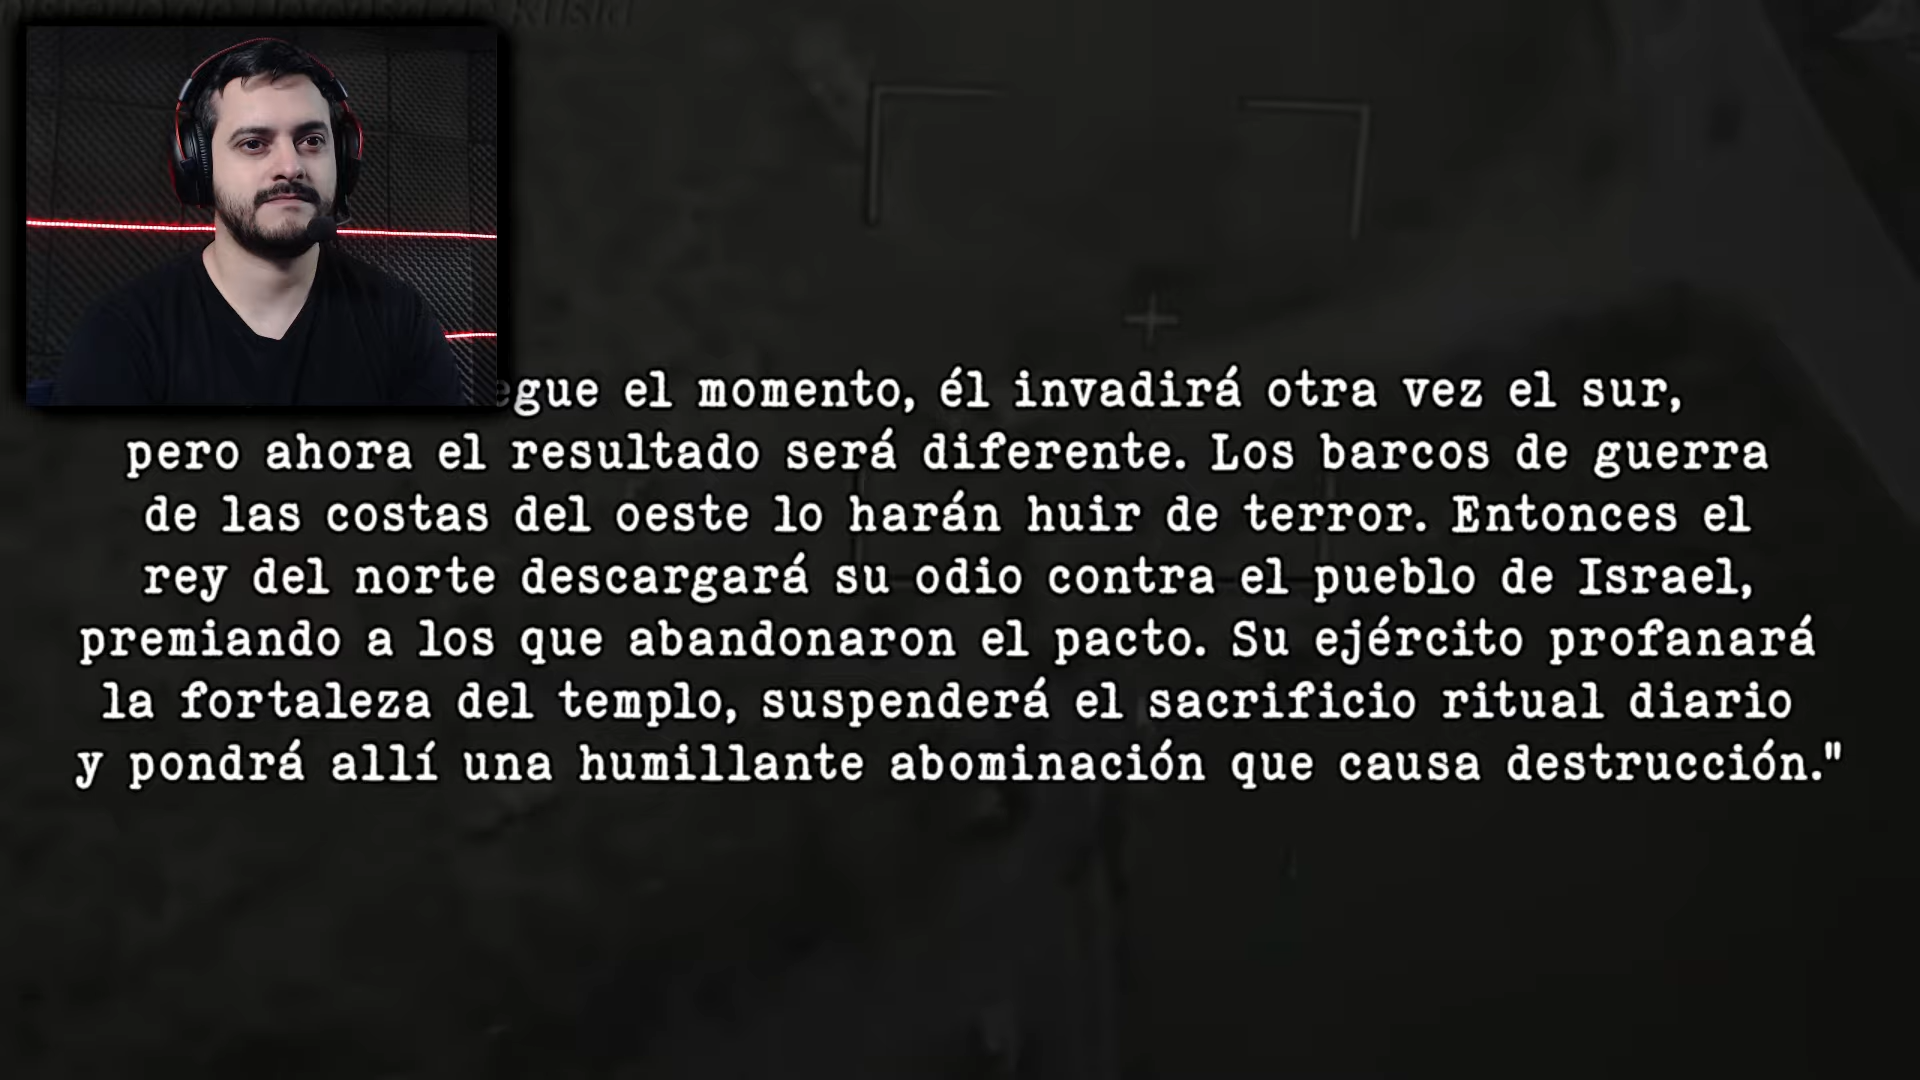 el momento, él invadirá otra vez el sur,
pero ahora el resultado será diferente. Los barcos de guerra
de las costas del oeste lo harán huir de terror. Entonces el
rey del norte descargará su odio contra el pueblo de Israel,
premiando a los que abandonaron el pacto. Su ejército profanará
la fortaleza del templo, suspenderá el sacrificio ritual diario
y pondrá allí una humillante abominación que causa destrucción."